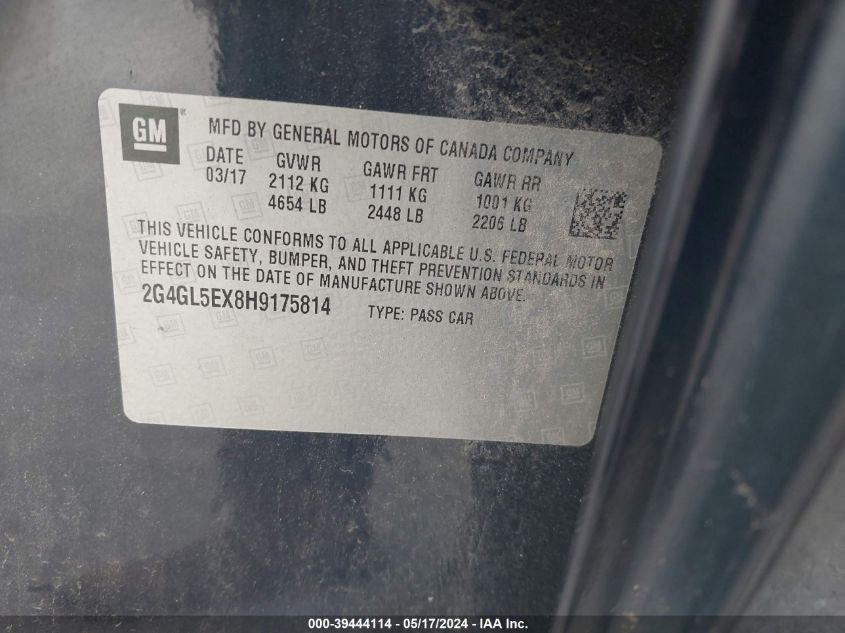 GM ® MFD BY GENERAL MOTORS OF CANADA COMPANY
DATE GVWR GAWR FRT GAWR RR
03/17 2112 KG 1111 KG 1001 KG
4654 LB 2448 LB 2206 LB
THIS VEHICLE CONFORMS TO ALL APPLICABLE U.S. FEDERAL MOTOR
VEHICLE SAFETY, BUMPER, AND THEFT PREVENTION STANDARDS IN
EFFECT ON THE DATE OF MANUFACTURE SHOWN ABOVE.
2G4GL5EX8H9175814 TYPE: PASS CAR
000-39444114 - 05/17/2024 - IAA Inc.